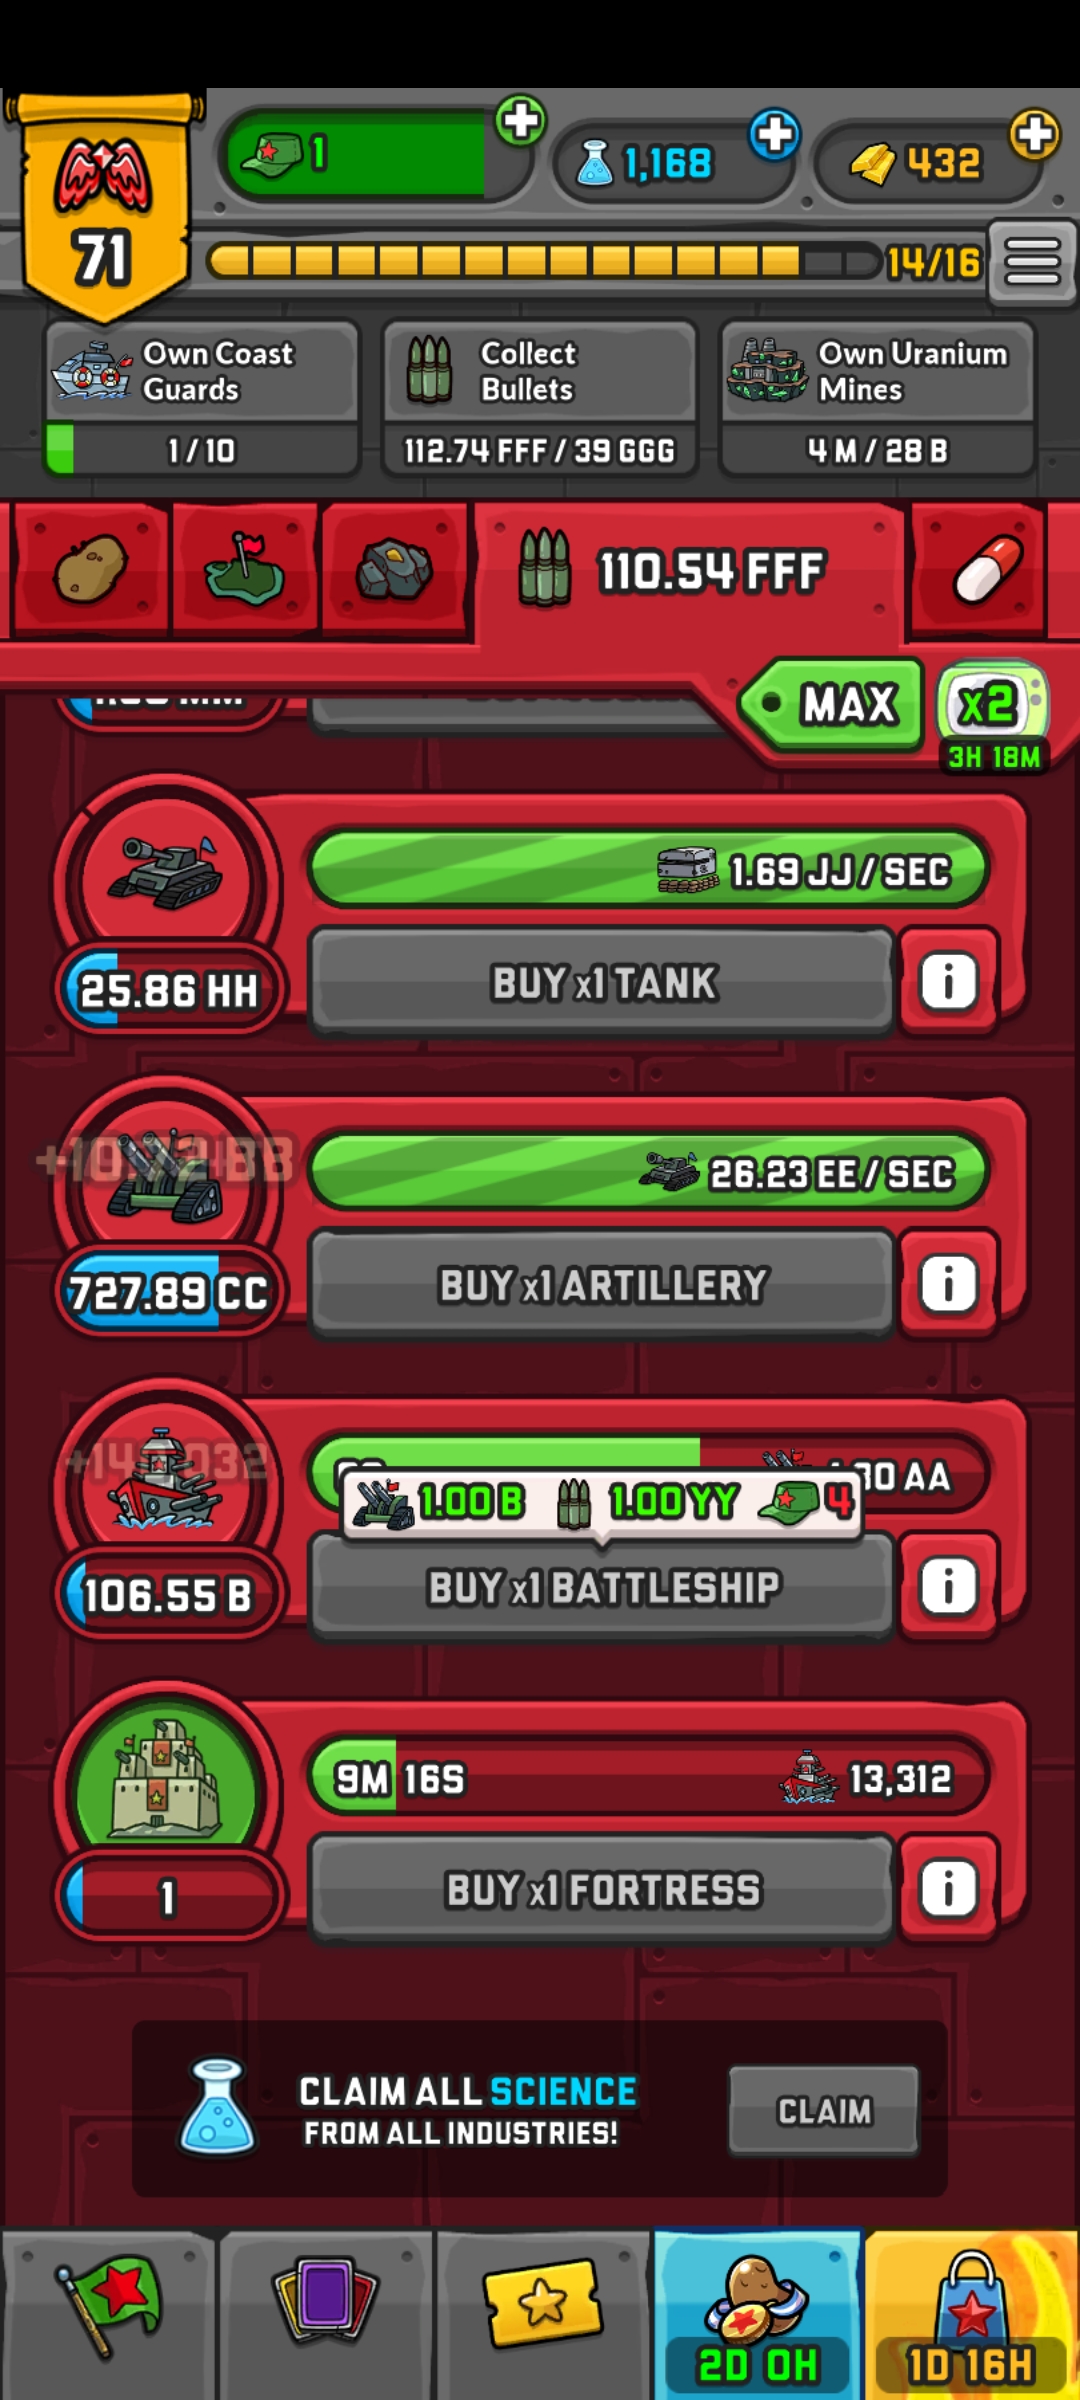 71
1
1,168
432
14/16
Own Coast
Guards
1 / 10
Collect
Bullets
112.74 FFF / 39 GGG
Own Uranium
Mines
4 M / 28 B
110.54 FFF
MAX
x2
3H 18M
1.69 JJ / SEC
25.86 HH
BUY x1 TANK
26.23 EE / SEC
727.89 CC
BUY x1 ARTILLERY
30 AA
1.00 B 1.00 YY 4
106.55 B
BUY x1 BATTLESHIP
9M 16S
13,312
1
BUY x1 FORTRESS
CLAIM ALL SCIENCE
FROM ALL INDUSTRIES!
CLAIM
2D 0H
1D 16H